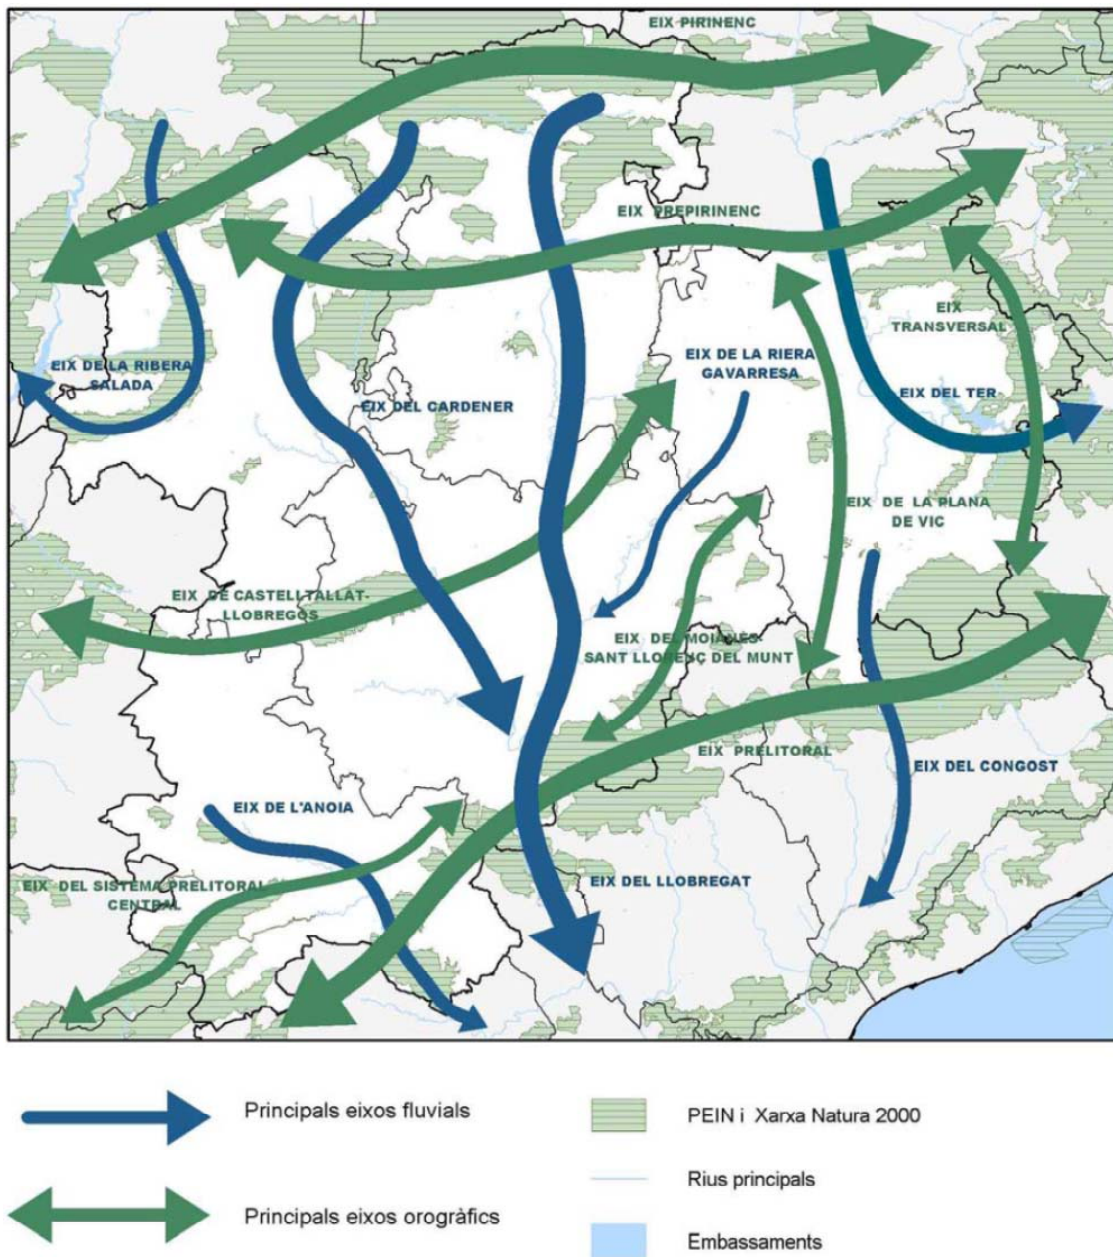 EIX PIRINENC
EIX PREPIRINENC
EIX
TRANSVERSAL
EIX DE LA RIBERA
SALADA
EIX DE LA RIERA
GAVARRESA
EIX DEL CARDENER
EIX DEL TER
EIX DE LA PLANA
DE VIC
EIX DE CASTELLTALLAT-
LLOBREGÓS
EIX DEL MOIANÈS-
SANT LLORENÇ DEL MUNT
EIX PRELITORAL
EIX DEL CONGOST
EIX DE L'ANOIA
EIX DEL SISTEMA PRELITORAL
CENTRAL
EIX DEL LLOBREGAT
Principals eixos fluvials
Principals eixos orogràfics
PEIN i Xarxa Natura 2000
Rius principals
Embassaments